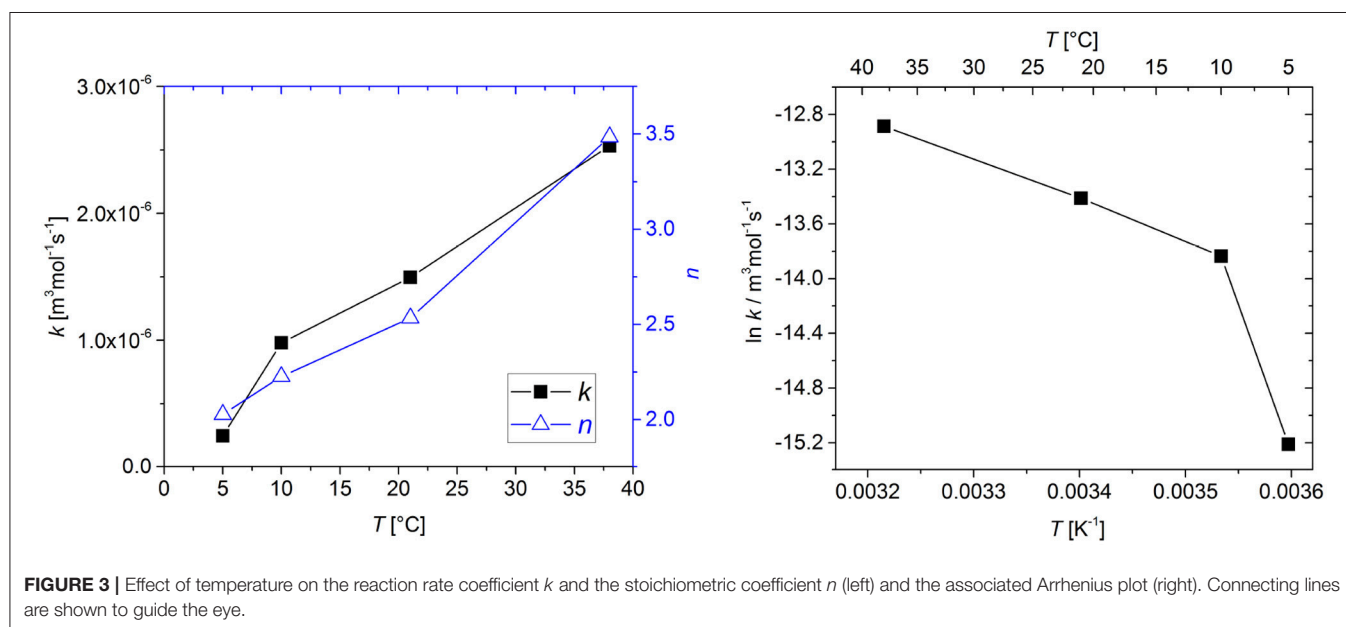 3.0x10⁻⁶
2.0x10⁻⁶
1.0x10⁻⁶
0.0
k [m³mol⁻¹s⁻¹]
0 5 10 15 20 25 30 35 40
T [°C]
3.5
3.0
2.5
2.0
n
k
n
T [°C]
40 35 30 25 20 15 10 5
-12.8
-13.2
-13.6
-14.0
-14.4
-14.8
-15.2
ln k / m³mol⁻¹s⁻¹
0.0032 0.0033 0.0034 0.0035 0.0036
T [K⁻¹]
FIGURE 3 | Effect of temperature on the reaction rate coefficient k and the stoichiometric coefficient n (left) and the associated Arrhenius plot (right). Connecting lines
are shown to guide the eye.